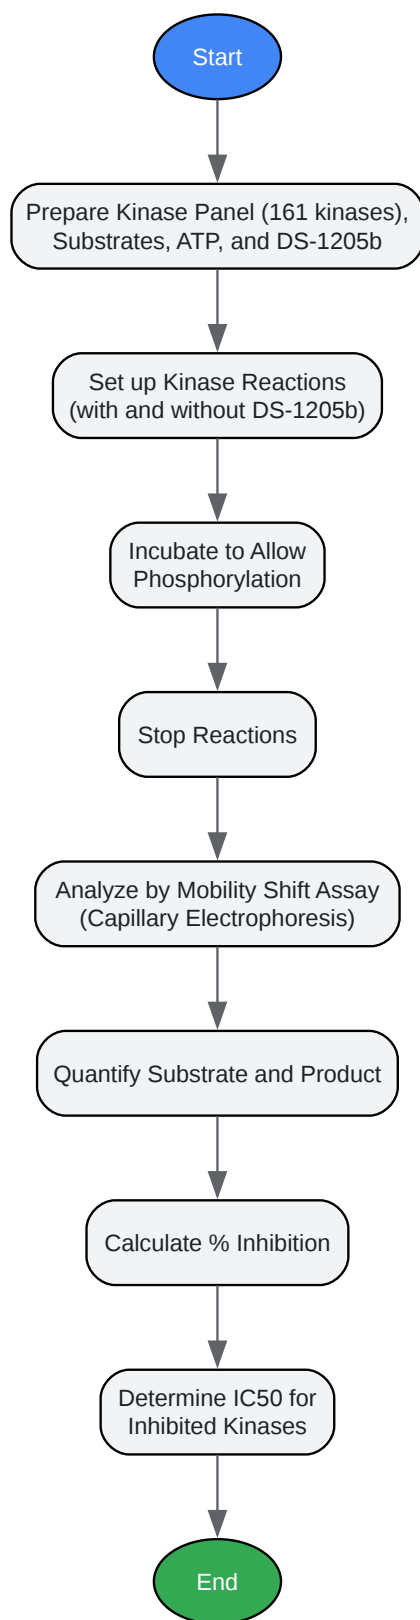 Start
Prepare Kinase Panel (161 kinases),
Substrates, ATP, and DS-1205b
Set up Kinase Reactions
(with and without DS-1205b)
Incubate to Allow
Phosphorylation
Stop Reactions
Analyze by Mobility Shift Assay
(Capillary Electrophoresis)
Quantify Substrate and Product
Calculate % Inhibition
Determine IC50 for
Inhibited Kinases
End